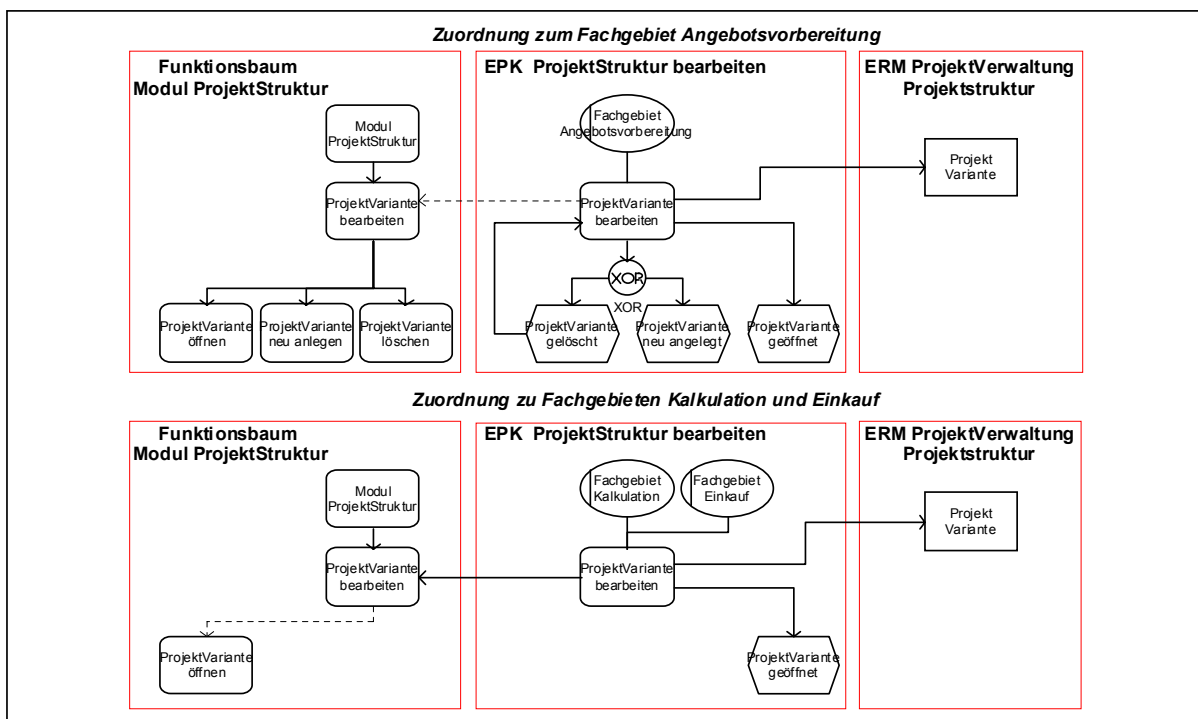 Zuordnung zum Fachgebiet Angebotsvorbereitung
Funktionsbaum
Modul ProjektStruktur
Modul
ProjektStruktur
ProjektVariante
bearbeiten
ProjektVariante
öffnen
ProjektVariante
neu anlegen
ProjektVariante
löschen
EPK ProjektStruktur bearbeiten
Fachgebiet
Angebotsvorbereitung
ProjektVariante
bearbeiten
XOR
XOR
ProjektVariante
gelöscht
ProjektVariante
neu angelegt
ProjektVariante
geöffnet
ERM ProjektVerwaltung
Projektstruktur
Projekt
Variante
Zuordnung zu Fachgebieten Kalkulation und Einkauf
Funktionsbaum
Modul ProjektStruktur
Modul
ProjektStruktur
ProjektVariante
bearbeiten
ProjektVariante
öffnen
EPK ProjektStruktur bearbeiten
Fachgebiet
Kalkulation
Fachgebiet
Einkauf
ProjektVariante
bearbeiten
ProjektVariante
geöffnet
ERM ProjektVerwaltung
Projektstruktur
Projekt
Variante